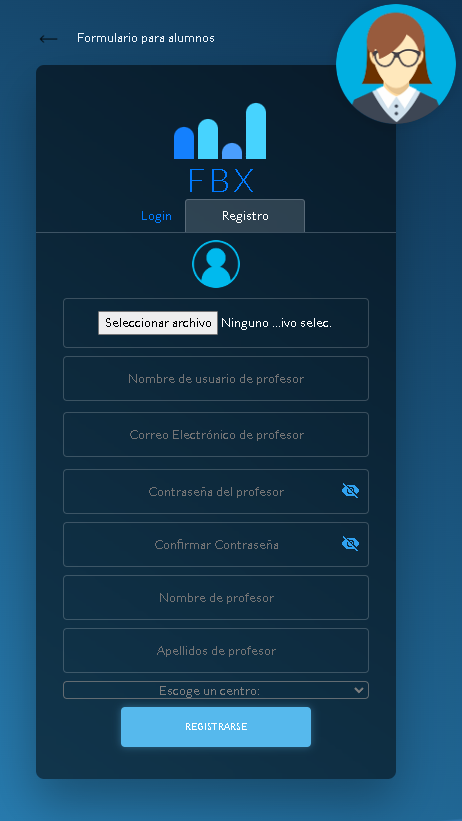 Formulario para alumnos
FBX
Login
Registro
Seleccionar archivo Ninguno ...ivo selec.
Nombre de usuario de profesor
Correo Electrónico de profesor
Contraseña del profesor
Confirmar Contraseña
Nombre de profesor
Apellidos de profesor
Escoge un centro:
REGISTRARSE